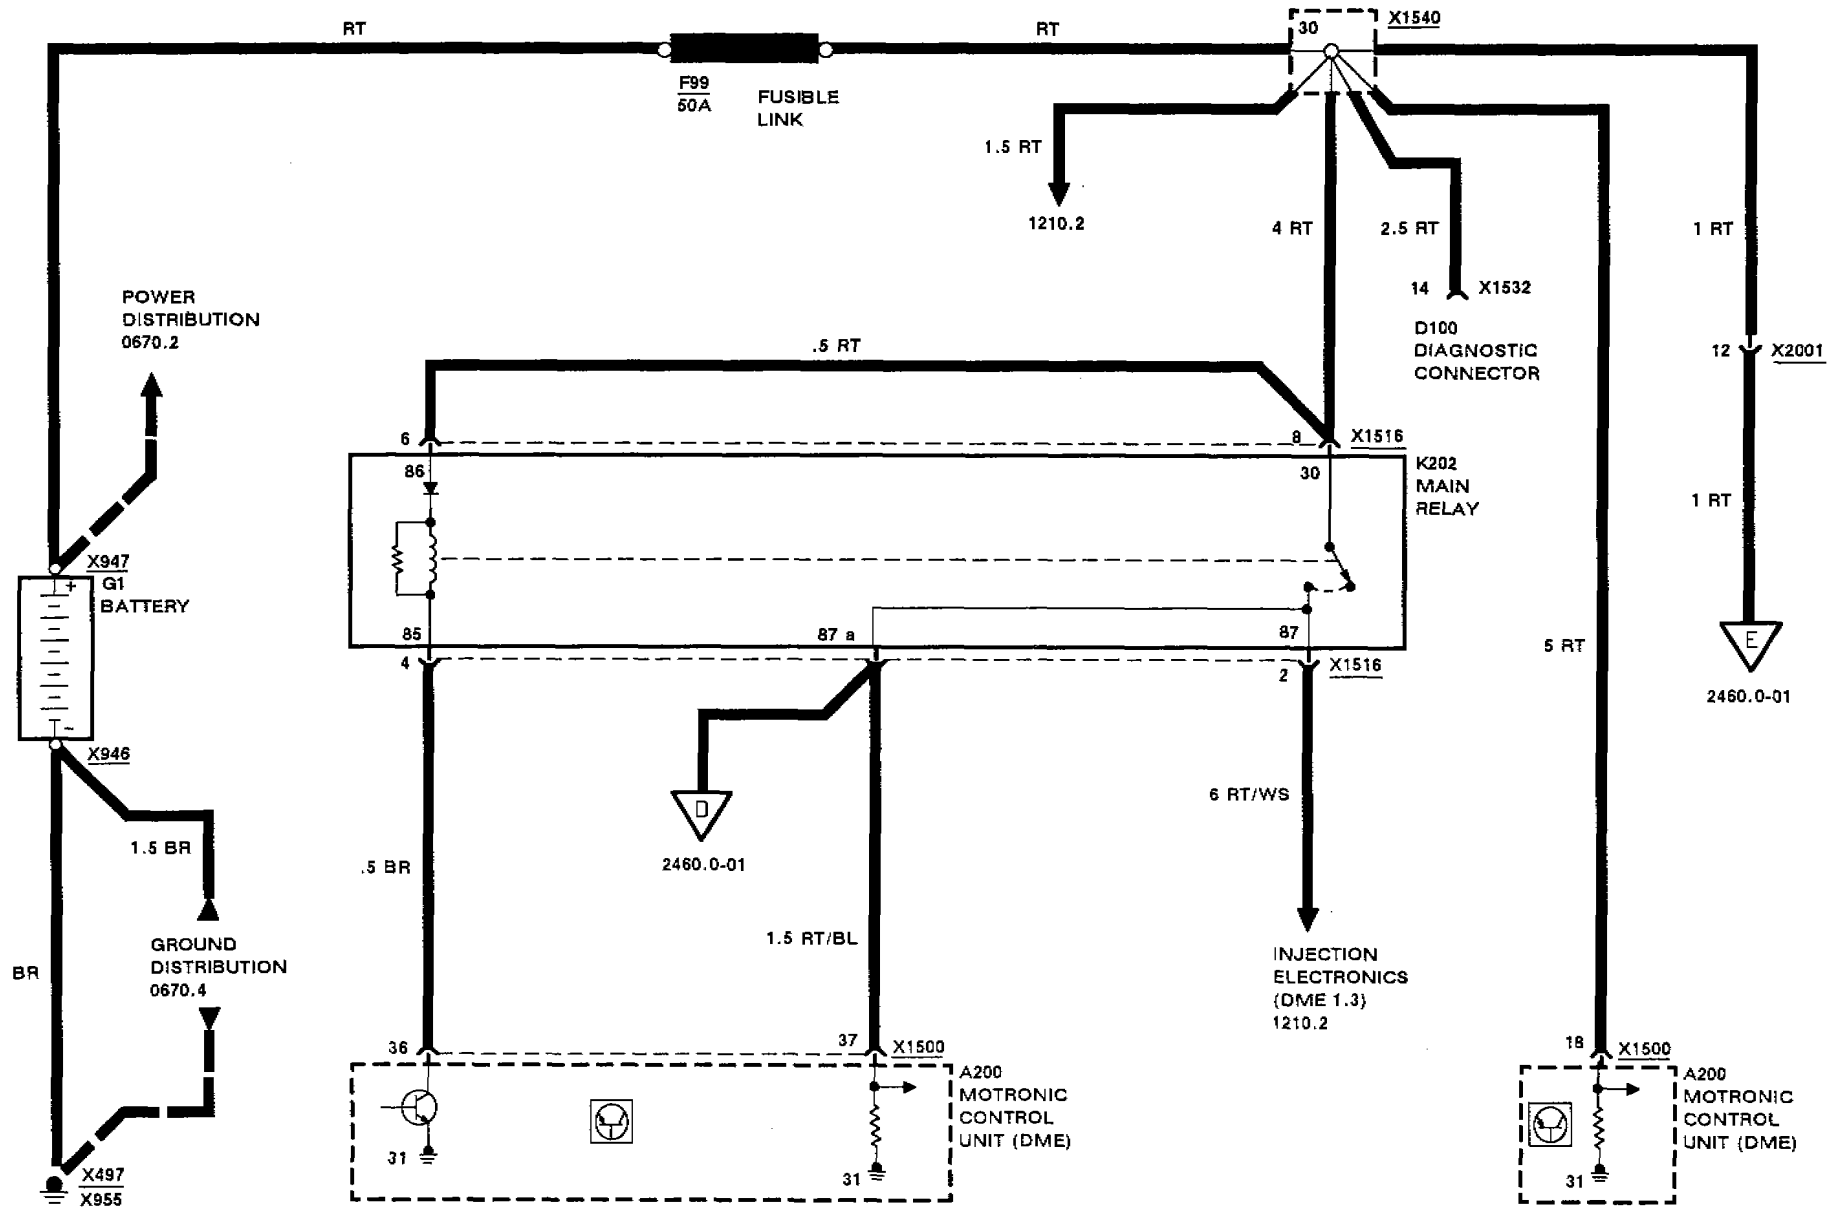 RT
RT
30
X1540
F99
50A
FUSIBLE
LINK
1.5 RT
1210.2
4 RT
2.5 RT
1 RT
14
X1532
D100
DIAGNOSTIC
CONNECTOR
12
X2001
POWER
DISTRIBUTION
0670.2
.5 RT
6
8
X1516
86
30
K202
MAIN
RELAY
1 RT
X947
+
G1
BATTERY
-
X946
85
87 a
87
4
2
X1516
5 RT
E
2460.0-01
D
2460.0-01
6 RT/WS
1.5 BR
.5 BR
1.5 RT/BL
GROUND
DISTRIBUTION
0670.4
BR
INJECTION
ELECTRONICS
(DME 1.3)
1210.2
36
37
X1500
18
X1500
A200
MOTRONIC
CONTROL
UNIT (DME)
A200
MOTRONIC
CONTROL
UNIT (DME)
31
31
31
X497
X955